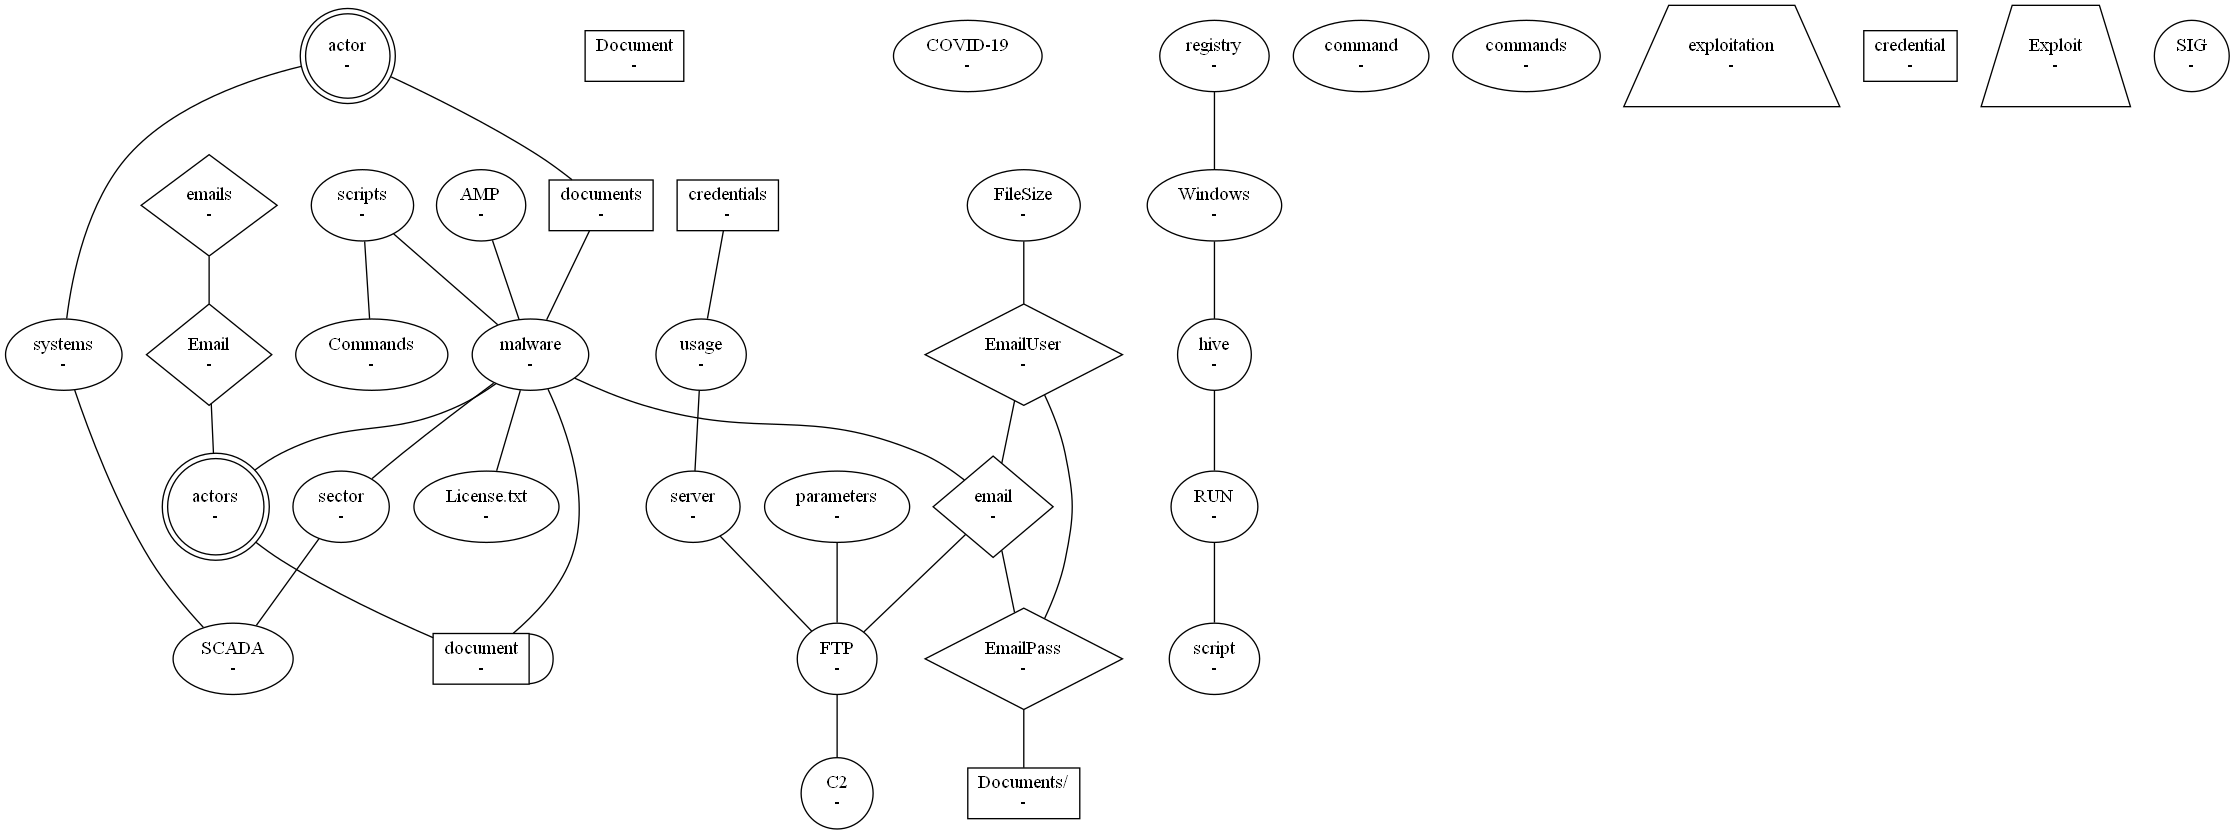 actor
-
Document
-
COVID-19
-
registry
-
command
-
commands
-
exploitation
-
credential
-
Exploit
-
SIG
-
emails
-
scripts
-
AMP
-
documents
-
credentials
-
FileSize
-
Windows
-
systems
-
Email
-
Commands
-
malware
-
usage
-
EmailUser
-
hive
-
actors
-
sector
-
License.txt
-
server
-
parameters
-
email
-
RUN
-
SCADA
-
document
-
FTP
-
EmailPass
-
script
-
C2
-
Documents/
-